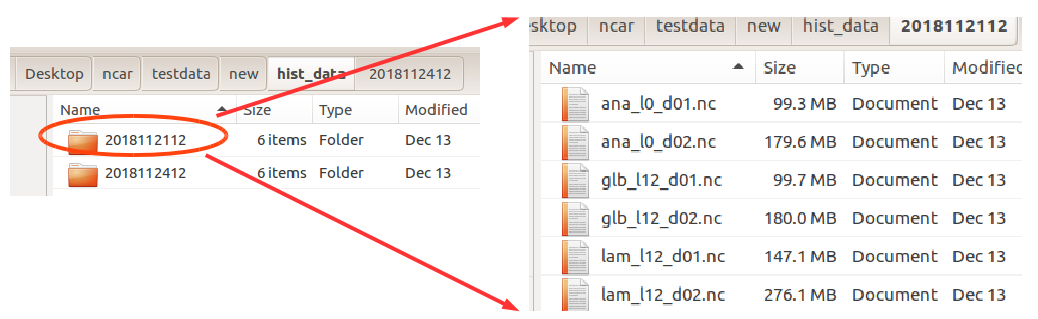 Desktop ncar testdata new hist_data 2018112412
Name Size Type Modified
2018112112 6 items Folder Dec 13
2018112412 6 items Folder Dec 13
sktop ncar testdata new hist_data 2018112112
Name Size Type Modified
ana_l0_d01.nc 99.3 MB Document Dec 13
ana_l0_d02.nc 179.6 MB Document Dec 13
glb_l12_d01.nc 99.7 MB Document Dec 13
glb_l12_d02.nc 180.0 MB Document Dec 13
lam_l12_d01.nc 147.1 MB Document Dec 13
lam_l12_d02.nc 276.1 MB Document Dec 13